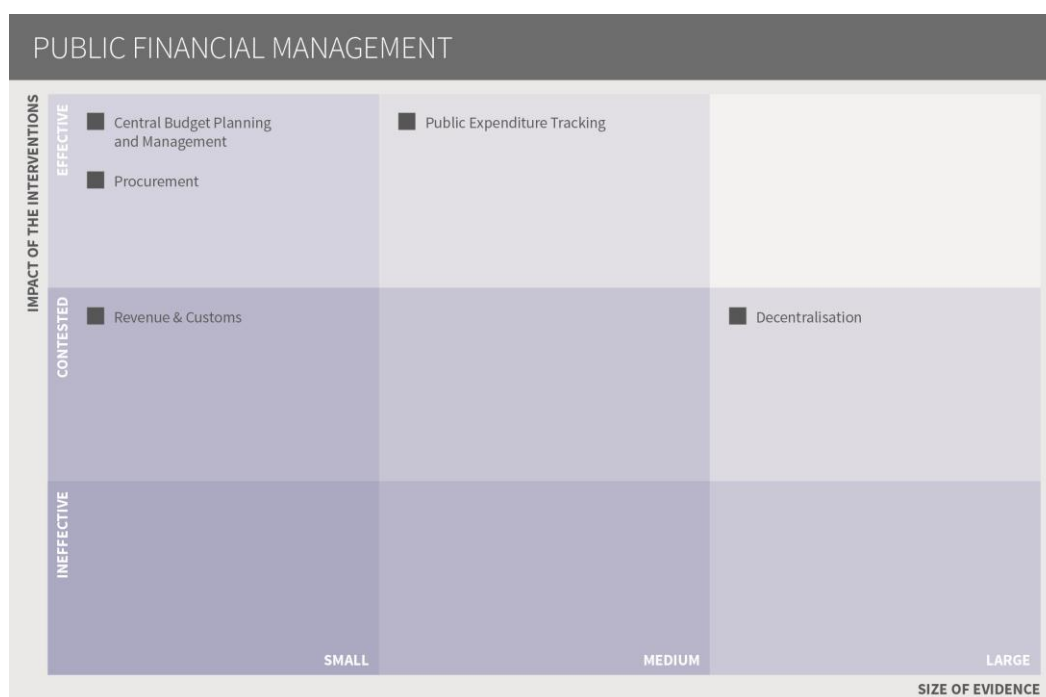 PUBLIC FINANCIAL MANAGEMENT
IMPACT OF THE INTERVENTIONS
EFFECTIVE
Central Budget Planning
and Management
Procurement
Public Expenditure Tracking
CONTESTED
Revenue & Customs
Decentralisation
INEFFECTIVE
SMALL
MEDIUM
LARGE
SIZE OF EVIDENCE